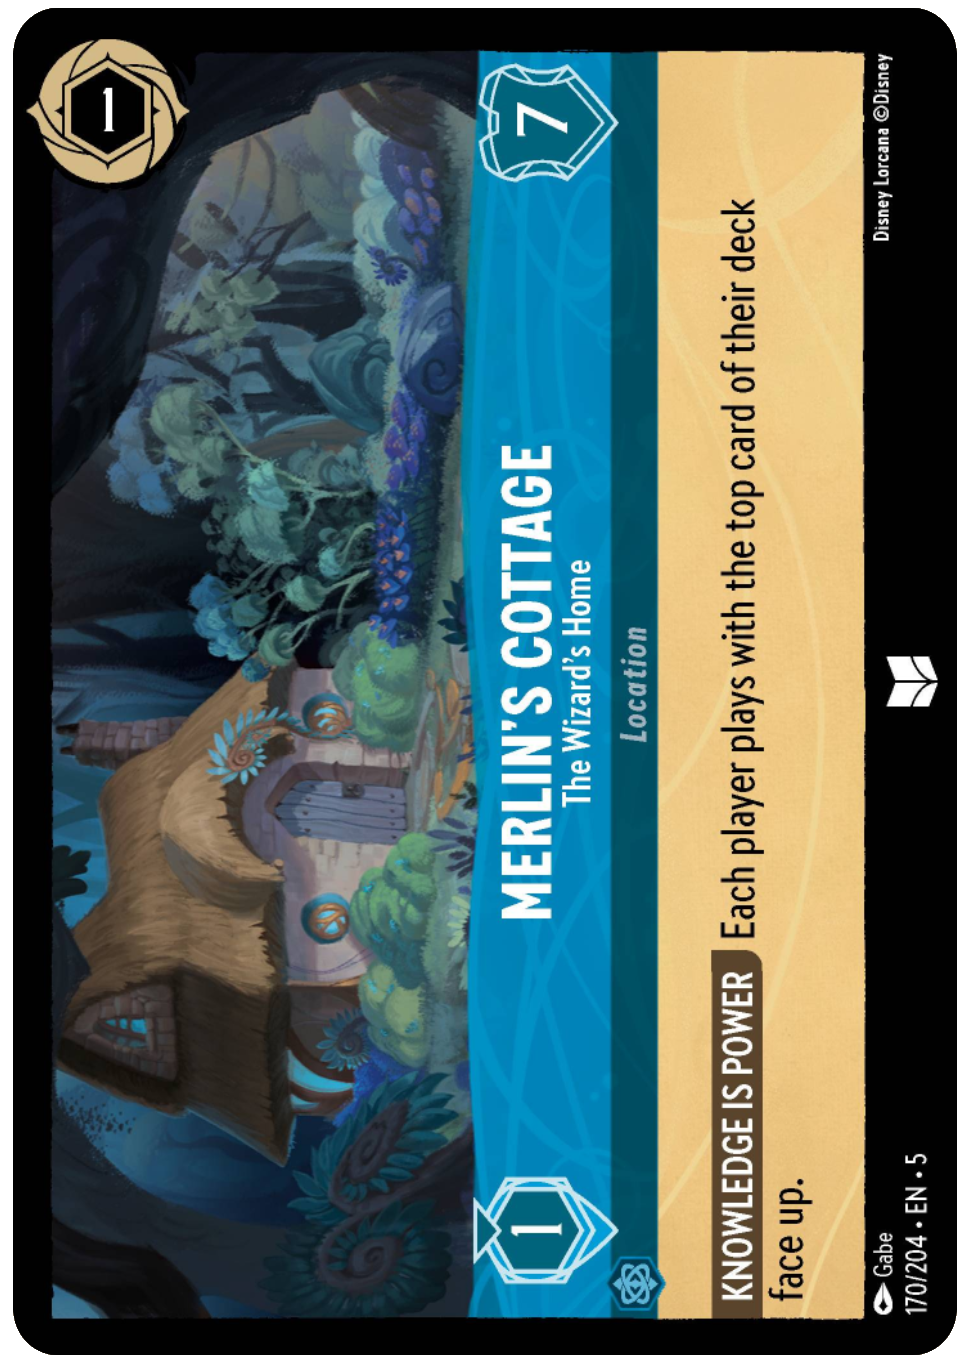 1
7
MERLIN'S COTTAGE
The Wizard's Home
1
Location
KNOWLEDGE IS POWER Each player plays with the top card of their deck
face up.
Gabe
170/204 • EN • 5
Disney Lorcana ©Disney